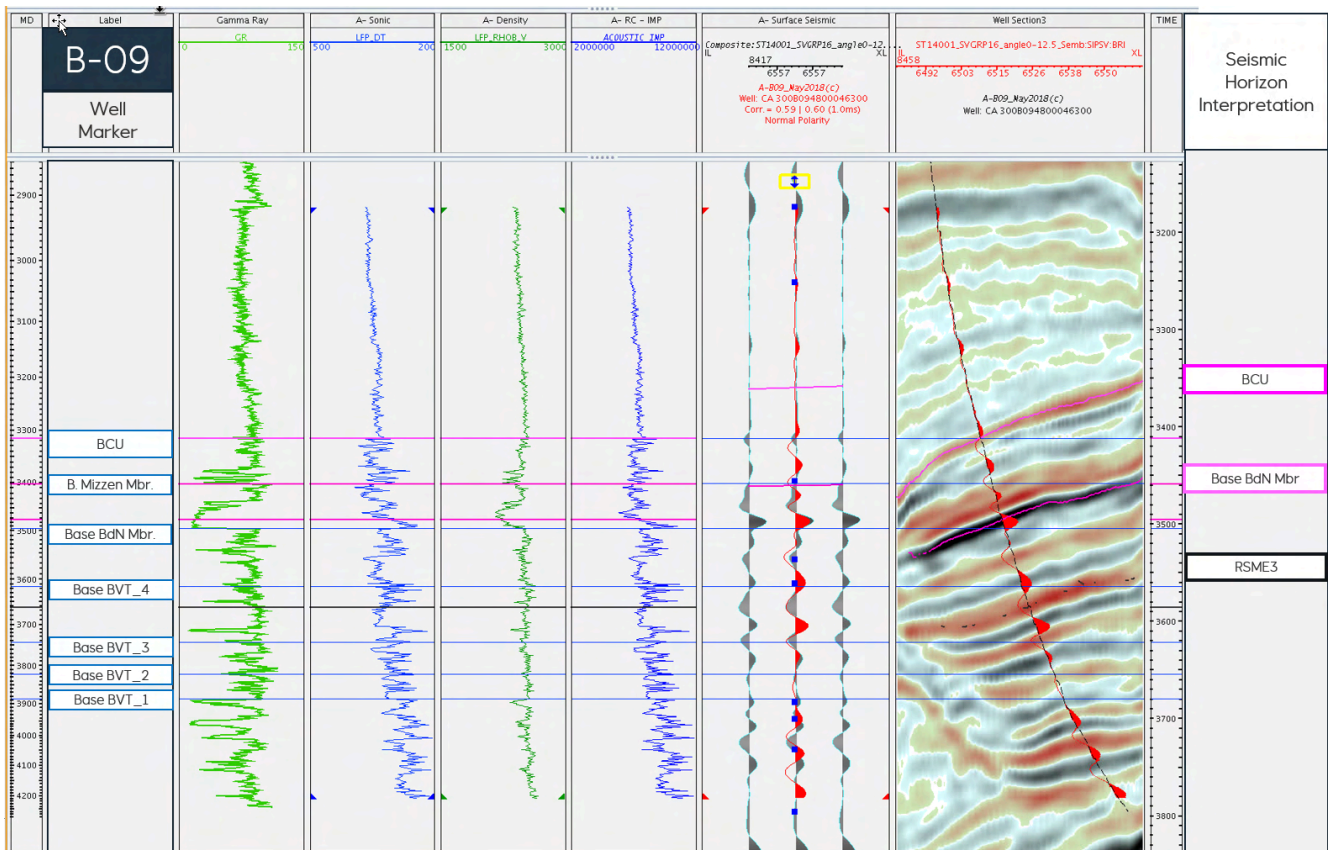 MD
Label
Gamma Ray
A- Sonic
A- Density
A- RC - IMP
A- Surface Seismic
Well Section3
TIME
B-09
Well
Marker
GR
0 150
LFP_DT
500 200
LFP_RHOB_V
1500 3000
ACOUSTIC_IMP
2000000 12000000
Composite:ST14001_SVGRP16_angle0-12....
IL XL
8417
6557 6557
A-B09_May2018(c)
Well: CA 300B094800046300
Corr. = 0.59 | 0.60 (1.0ms)
Normal Polarity
ST14001_SVGRP16_angle0-12.5_Semb:SIPSV:BRI
IL XL
8458
6492 6503 6515 6526 6538 6550
A-B09_May2018(c)
Well: CA 300B094800046300
Seismic
Horizon
Interpretation
2900
3000
3100
3200
3300
3400
3500
3600
3700
3800
3900
4000
4100
4200
BCU
B. Mizzen Mbr.
Base BdN Mbr.
Base BVT_4
Base BVT_3
Base BVT_2
Base BVT_1
3200
3300
3400
3500
3600
3700
3800
BCU
Base BdN Mbr
RSME3